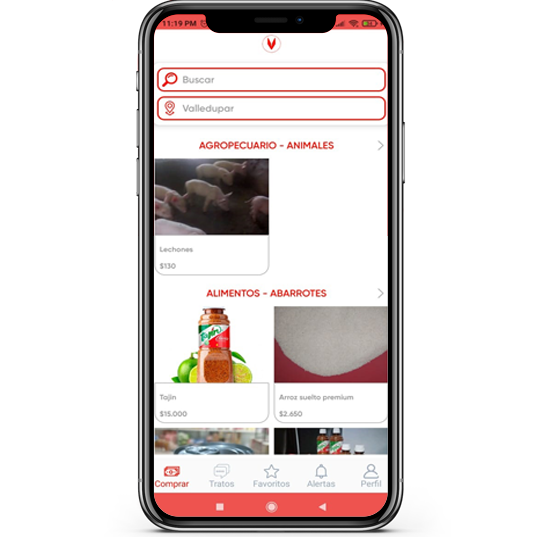 11:19 PM
Buscar
Valledupar
AGROPECUARIO - ANIMALES
Lechones
$130
ALIMENTOS - ABARROTES
Tajín
Tajin
$15.000
Arroz suelto premium
$2.650
Comprar
Tratos
Favoritos
Alertas
Perfil